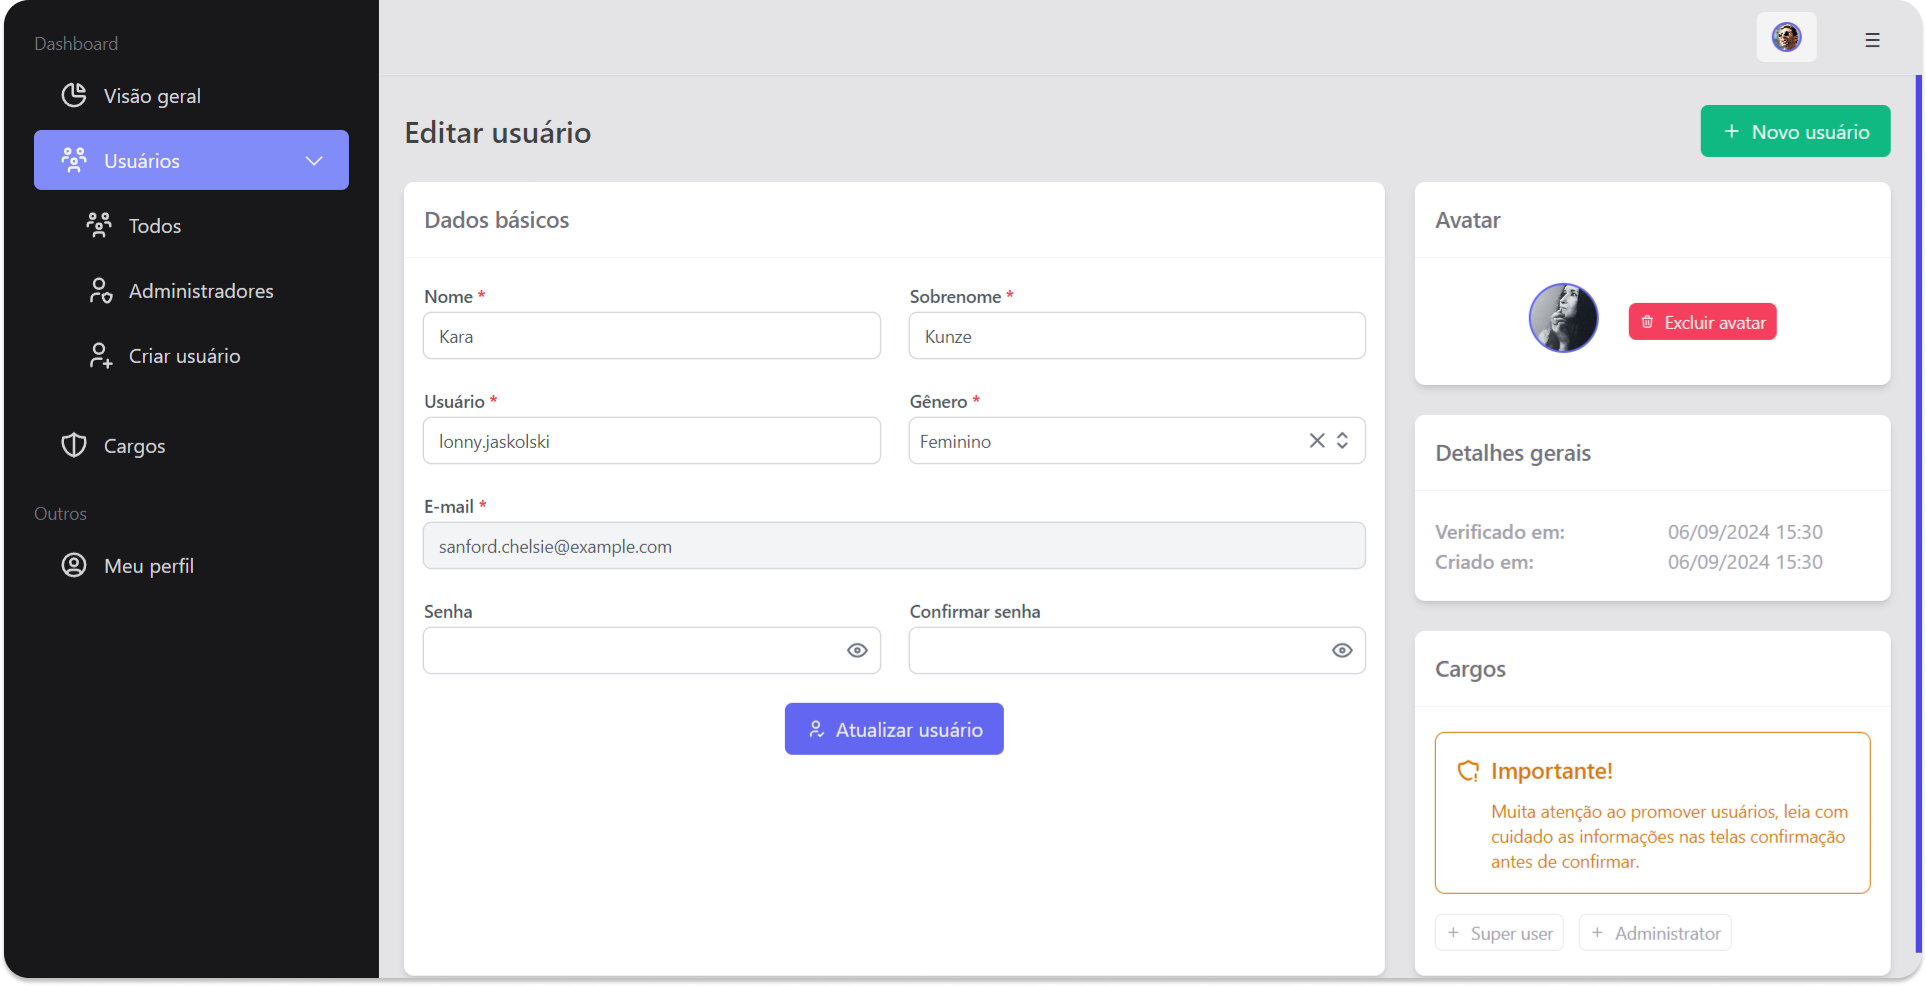 Dashboard
Visão geral
Usuários
Todos
Administradores
Criar usuário
Cargos
Outros
Meu perfil
Editar usuário
+ Novo usuário
Dados básicos
Nome *
Kara
Sobrenome *
Kunze
Usuário *
lonny.jaskolski
Gênero *
Feminino
E-mail *
sanford.chelsie@example.com
Senha
Confirmar senha
Atualizar usuário
Avatar
Excluir avatar
Detalhes gerais
Verificado em: 06/09/2024 15:30
Criado em: 06/09/2024 15:30
Cargos
Importante!
Muita atenção ao promover usuários, leia com
cuidado as informações nas telas confirmação
antes de confirmar.
+ Super user
+ Administrator